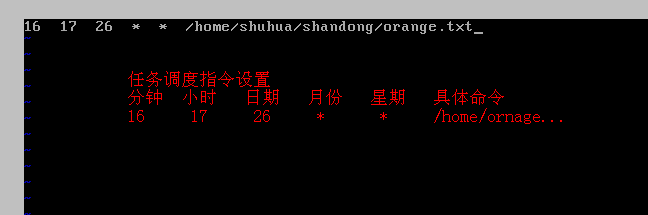 16 17 26 * * /home/shuhua/shandong/orange.txt_
任务调度指令设置
分钟 小时 日期 月份 星期 具体命令
16 17 26 * * /home/ornage...